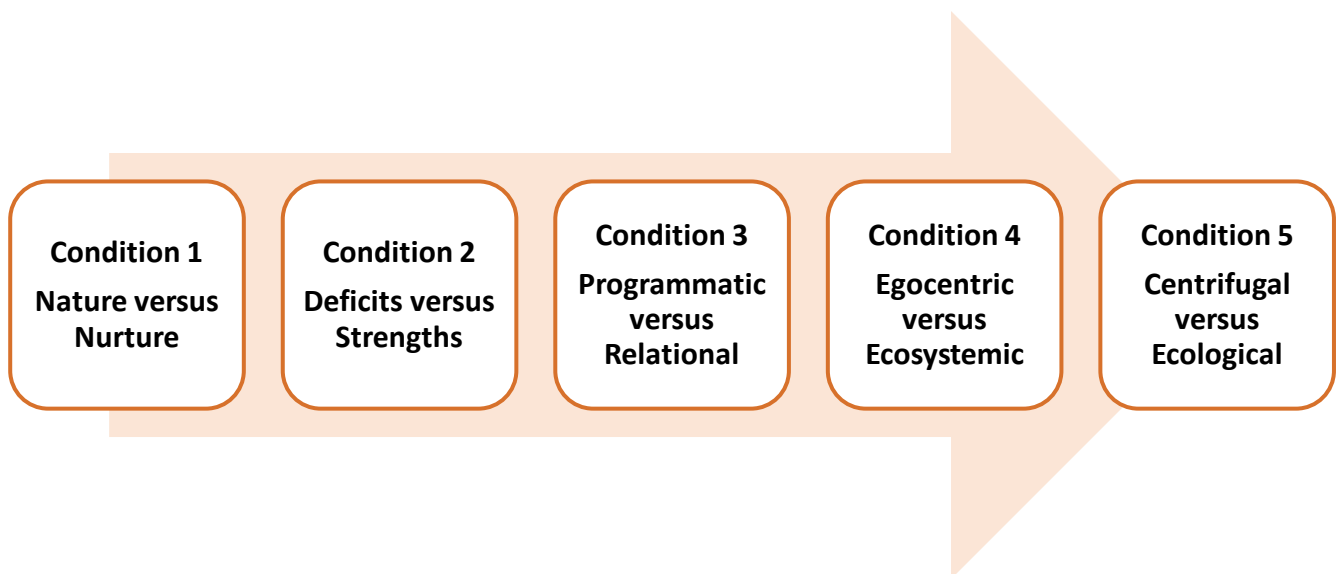 Condition 1
Nature versus
Nurture
Condition 2
Deficits versus
Strengths
Condition 3
Programmatic
versus
Relational
Condition 4
Egocentric
versus
Ecosystemic
Condition 5
Centrifugal
versus
Ecological